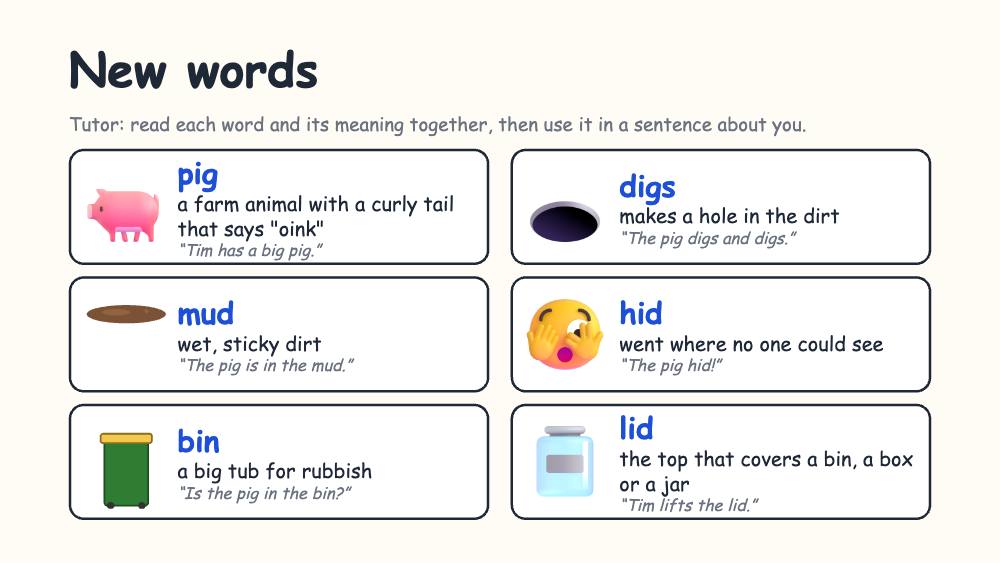 New words
Tutor: read each word and its meaning together, then use it in a sentence about you.
pig
a farm animal with a curly tail
that says "oink"
“Tim has a big pig.”
digs
makes a hole in the dirt
“The pig digs and digs.”
mud
wet, sticky dirt
“The pig is in the mud.”
hid
went where no one could see
“The pig hid!”
bin
a big tub for rubbish
“Is the pig in the bin?”
lid
the top that covers a bin, a box
or a jar
“Tim lifts the lid.”